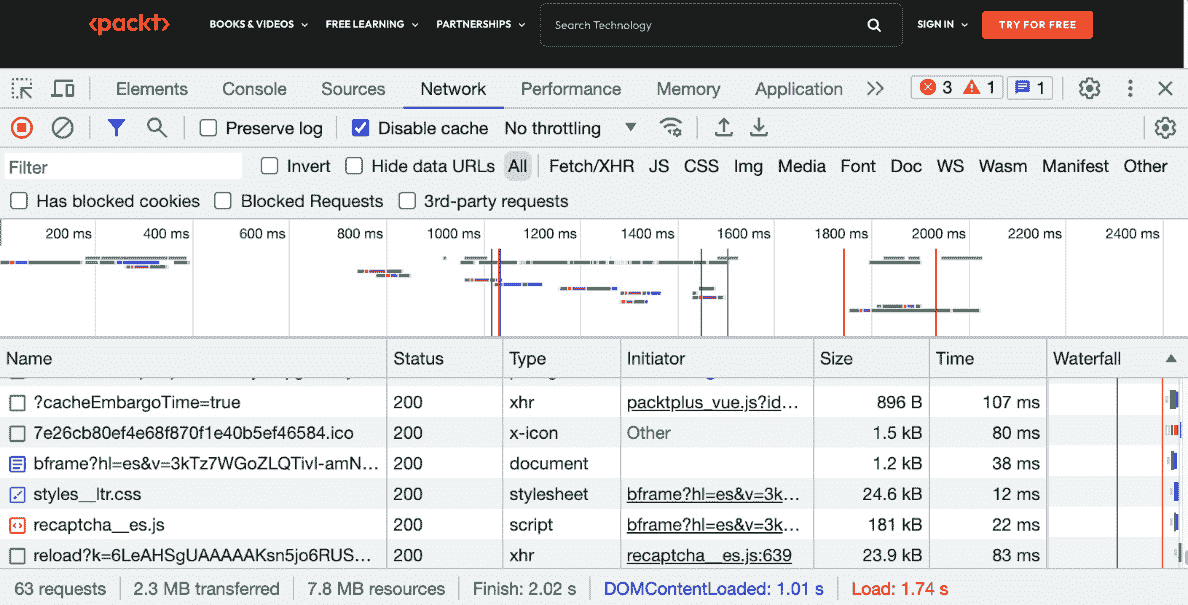 <packt> BOOKS & VIDEOS FREE LEARNING PARTNERSHIPS Search Technology SIGN IN TRY FOR FREE
Elements Console Sources Network Performance Memory Application 3 1 1
Preserve log Disable cache No throttling
Filter Invert Hide data URLs All Fetch/XHR JS CSS Img Media Font Doc WS Wasm Manifest Other
Has blocked cookies Blocked Requests 3rd-party requests
200 ms 400 ms 600 ms 800 ms 1000 ms 1200 ms 1400 ms 1600 ms 1800 ms 2000 ms 2200 ms 2400 ms
Name Status Type Initiator Size Time Waterfall
?cacheEmbargoTime=true 200 xhr packtplus_vue.js?id... 896 B 107 ms
7e26cb80ef4e68f870f1e40b5ef46584.ico 200 x-icon Other 1.5 kB 80 ms
bframe?hl=es&v=3kTz7WGoZLQTivI-amN... 200 document 1.2 kB 38 ms
styles__ltr.css 200 stylesheet bframe?hl=es&v=3k... 24.6 kB 12 ms
recaptcha__es.js 200 script bframe?hl=es&v=3k... 181 kB 22 ms
reload?k=6LeAHSgUAAAAAKsn5jo6RUS... 200 xhr recaptcha__es.js:639 23.9 kB 83 ms
63 requests 2.3 MB transferred 7.8 MB resources Finish: 2.02 s DOMContentLoaded: 1.01 s Load: 1.74 s